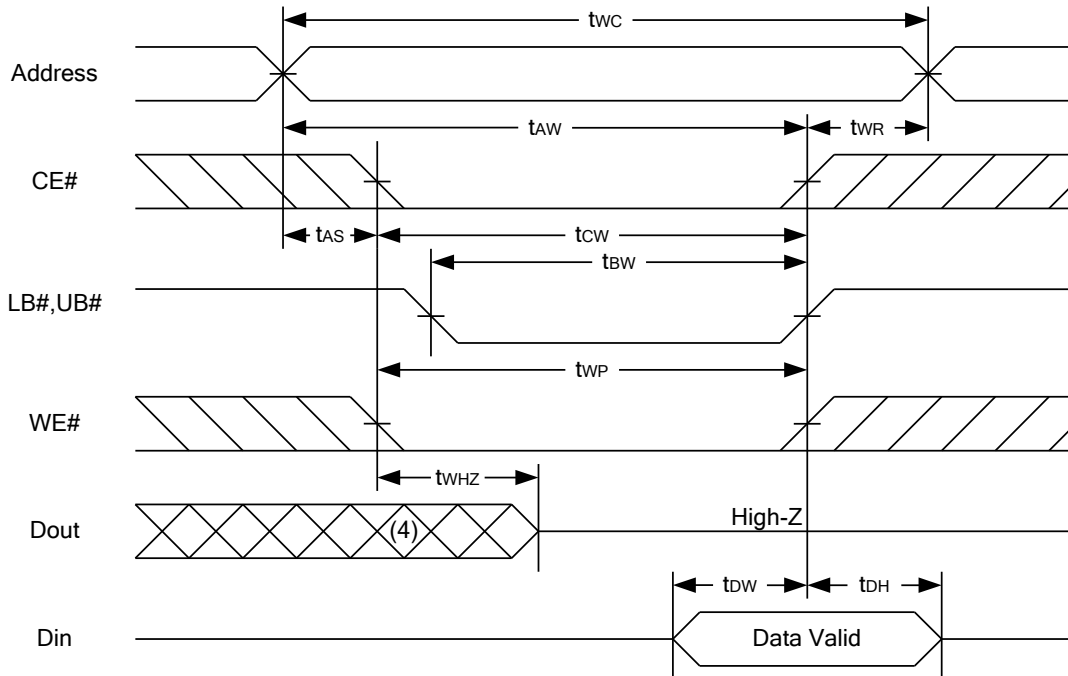 tWC
Address
tAW
tWR
CE#
tAS
tCW
tBW
LB#,UB#
tWP
WE#
tWHZ
Dout
(4)
High-Z
tDW
tDH
Din
Data Valid